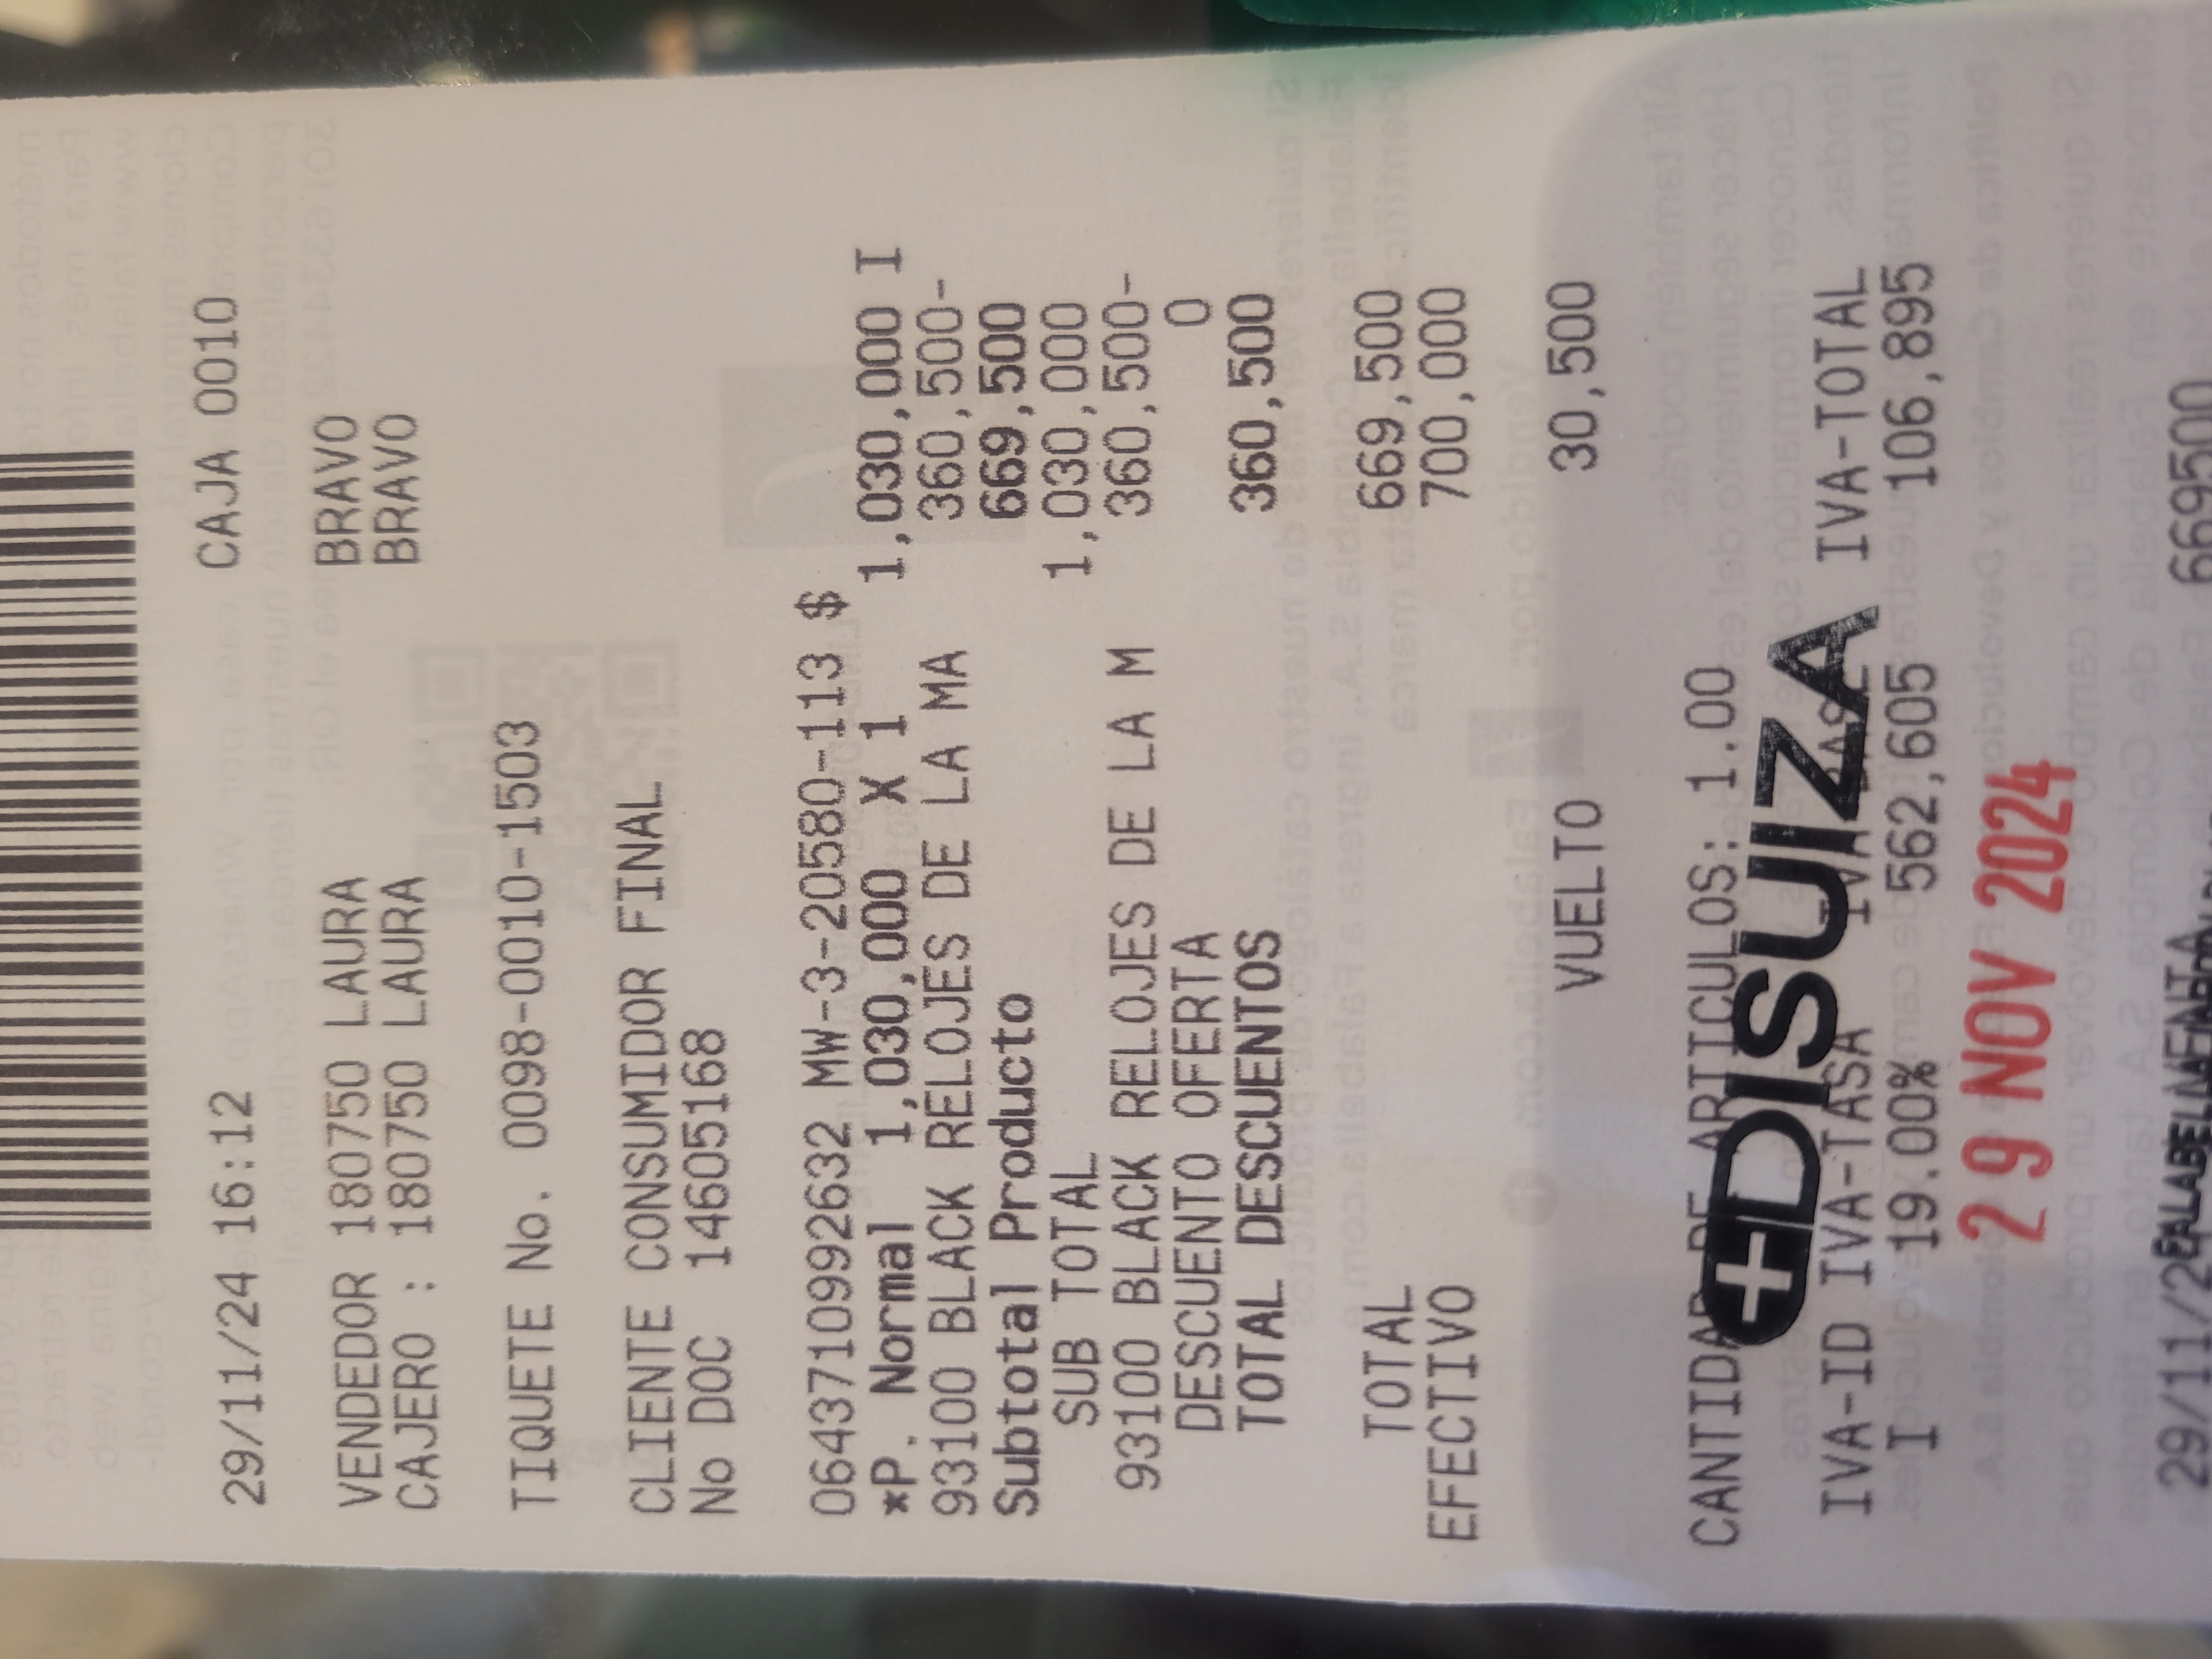 29/11/24 16:12 CAJA 0010
VENDEDOR 180750 LAURA BRAVO
CAJERO : 180750 LAURA BRAVO
TIQUETE No. 0098-0010-1503
CLIENTE CONSUMIDOR FINAL
No DOC 14605168
0643710992632 MW-3-20580-113 $
*P. Normal 1,030,000 X 1 1,030,000 I
93100 BLACK RELOJES DE LA MA 360,500-
Subtotal Producto 669,500
SUB TOTAL 1,030,000
93100 BLACK RELOJES DE LA M 360,500-
DESCUENTO OFERTA 0
TOTAL DESCUENTOS 360,500
TOTAL 669,500
EFECTIVO 700,000
VUELTO 30,500
CANTIDAD DE ARTICULOS: 1.00
DISUIZA
IVA-ID IVA-TASA IVA-BASE IVA-TOTAL
I 19.00% 562,605 106,895
29 NOV 2024
29/11/2 669500